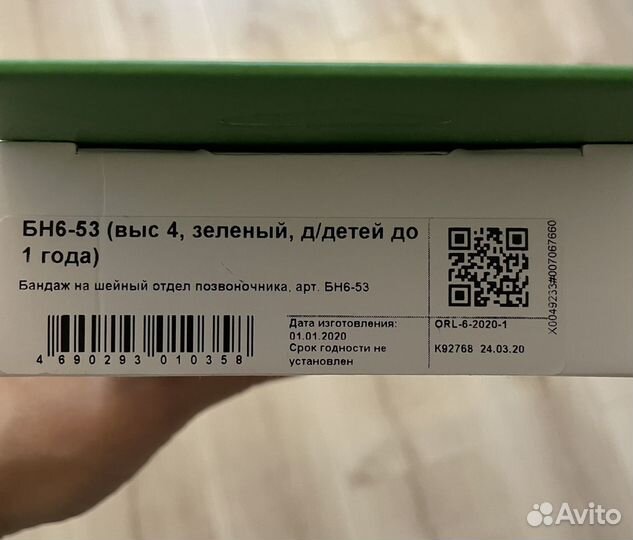 БН6-53 (выс 4, зеленый, д/детей до
1 года)
Бандаж на шейный отдел позвоночника, арт. БН6-53
4 690293 010358
Дата изготовления:
01.01.2020
Срок годности не
установлен
ORL-6-2020-1
К92768 24.03.20
X0049233#007067660
Avito